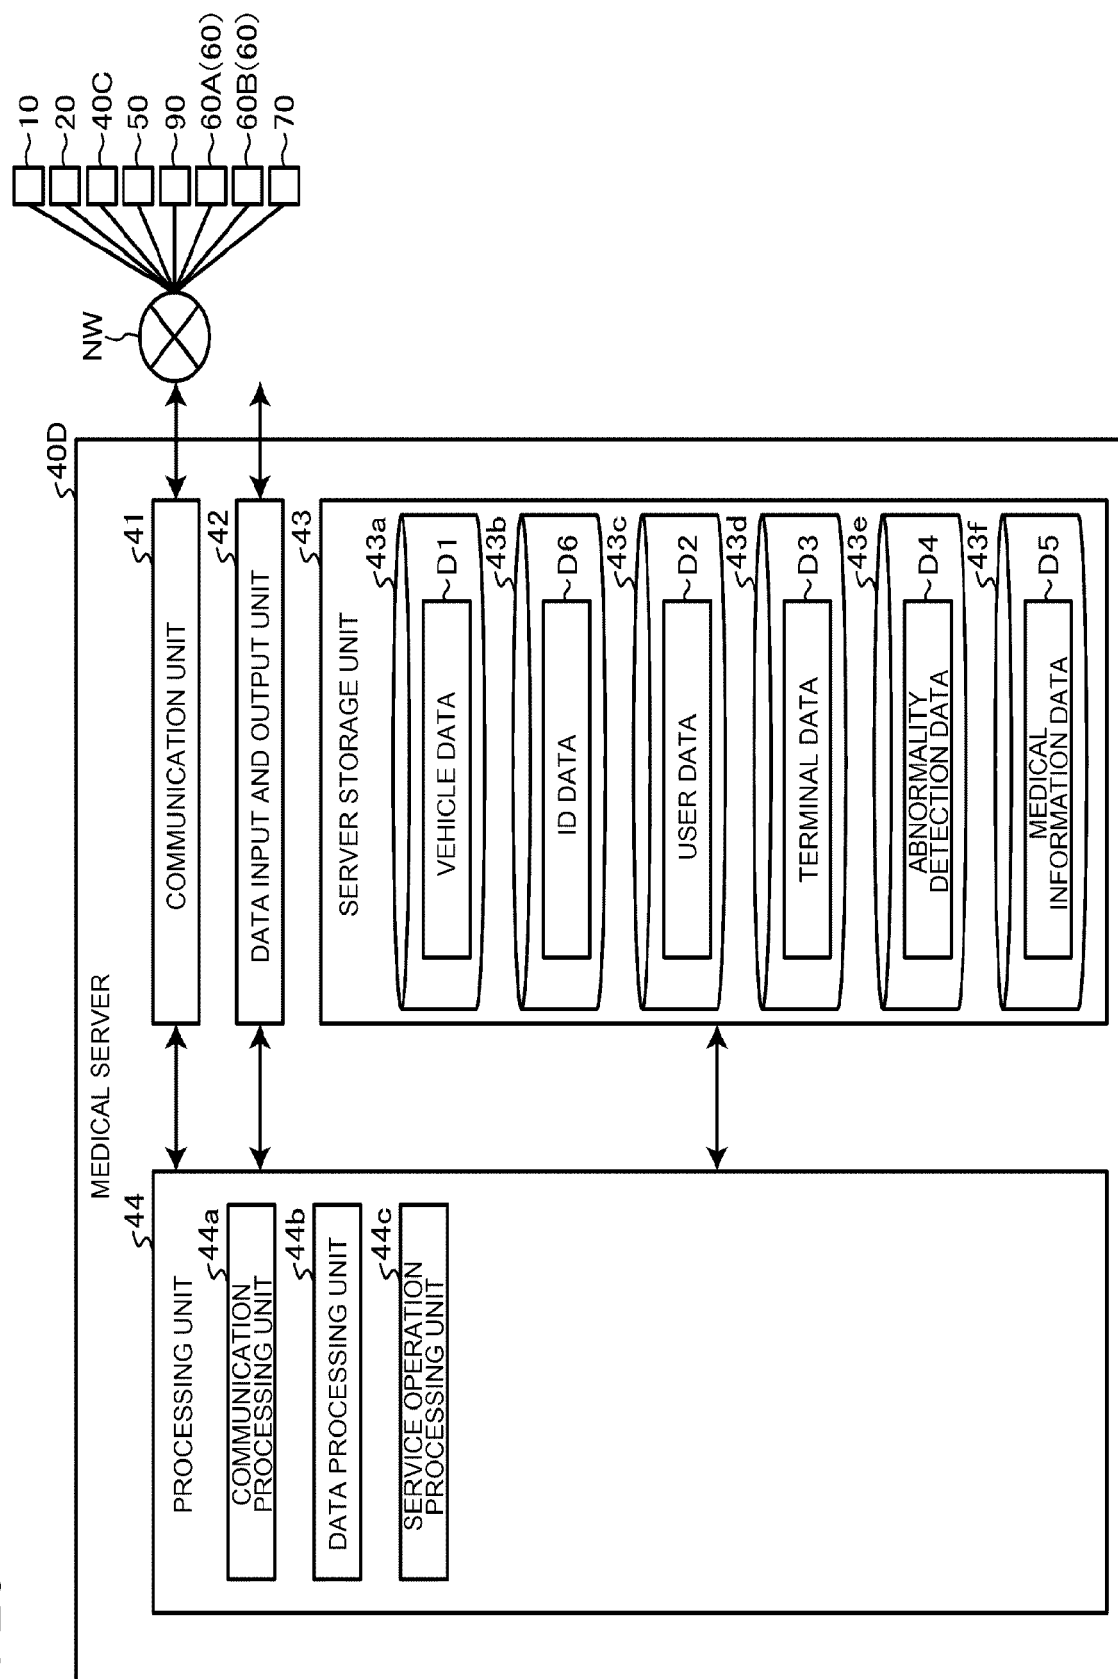 40D
MEDICAL SERVER
44
PROCESSING UNIT
44a
COMMUNICATION
PROCESSING UNIT
44b
DATA PROCESSING UNIT
44c
SERVICE OPERATION
PROCESSING UNIT
41
COMMUNICATION UNIT
42
DATA INPUT AND OUTPUT UNIT
43
SERVER STORAGE UNIT
43a
VEHICLE DATA
D1
43b
ID DATA
D6
43c
USER DATA
D2
43d
TERMINAL DATA
D3
43e
ABNORMALITY
DETECTION DATA
D4
43f
MEDICAL
INFORMATION DATA
D5
NW
10
20
40C
50
90
60A(60)
60B(60)
70